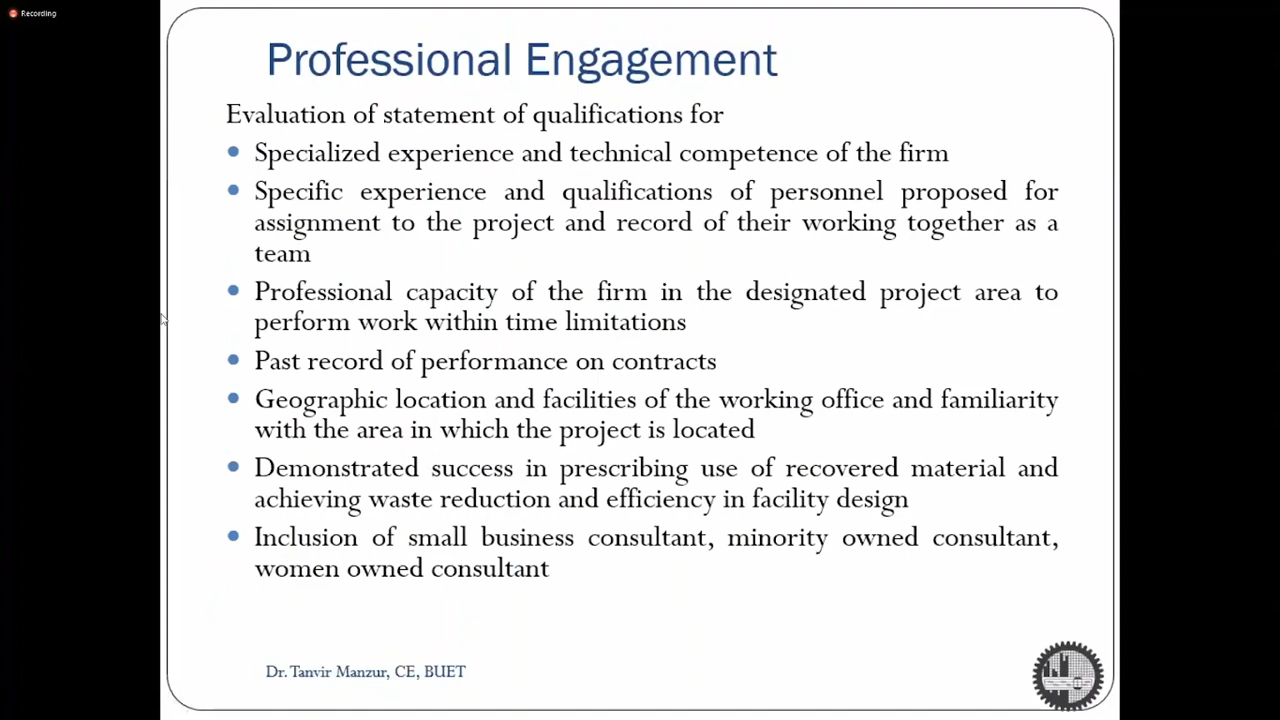 Recording
Professional Engagement
Evaluation of statement of qualifications for
Specialized experience and technical competence of the firm
Specific experience and qualifications of personnel proposed for
assignment to the project and record of their working together as a
team
Professional capacity of the firm in the designated project area to
perform work within time limitations
Past record of performance on contracts
Geographic location and facilities of the working office and familiarity
with the area in which the project is located
Demonstrated success in prescribing use of recovered material and
achieving waste reduction and efficiency in facility design
Inclusion of small business consultant, minority owned consultant,
women owned consultant
Dr. Tanvir Manzur, CE, BUET